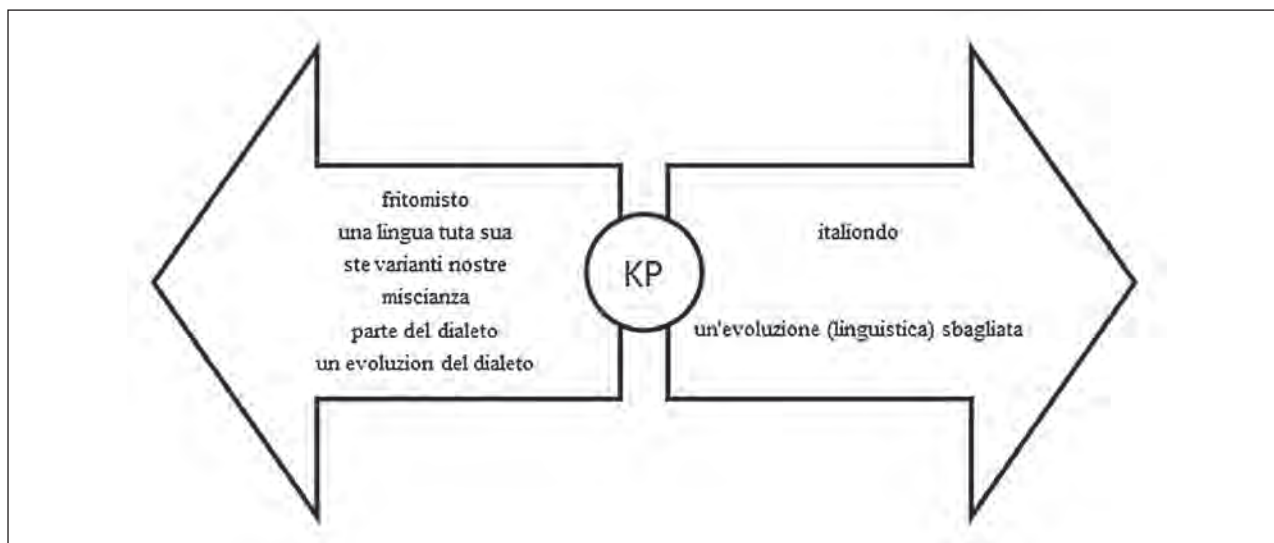 fritomisto
una lingua tuta sua
ste varianti nostre
miscianza
parte del dialeto
un evoluzion del dialeto
KP
italiondo
un'evoluzione (linguistica) sbagliata